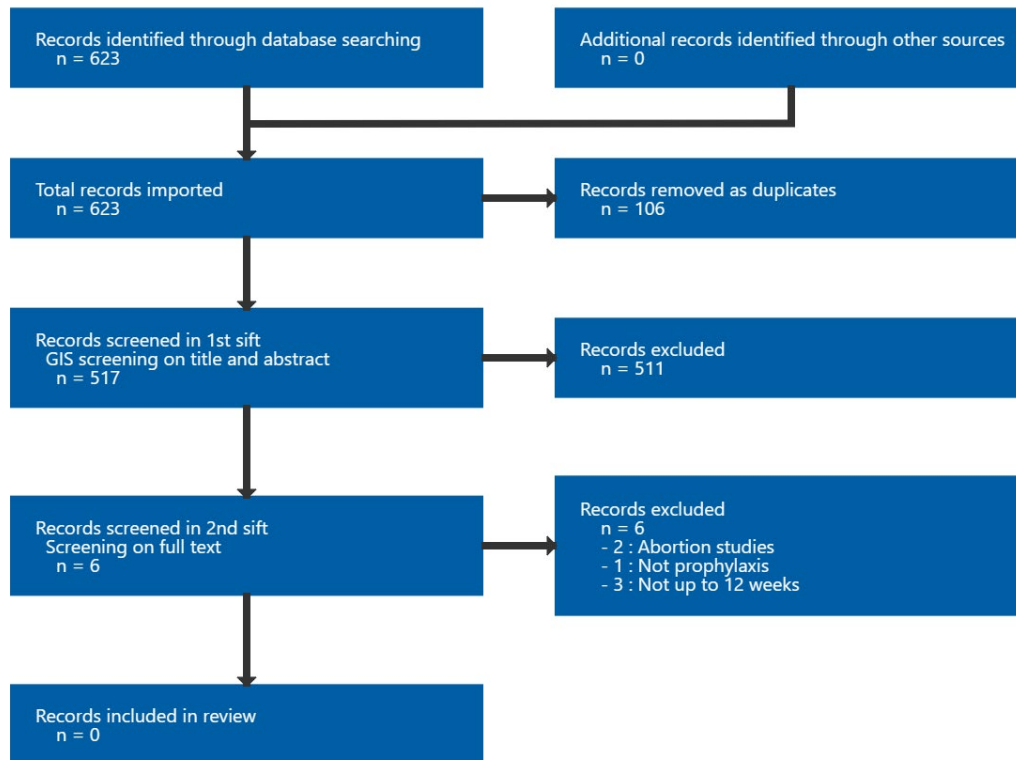 Records identified through database searching
n = 623
Additional records identified through other sources
n = 0
Total records imported
n = 623
Records removed as duplicates
n = 106
Records screened in 1st sift
GIS screening on title and abstract
n = 517
Records excluded
n = 511
Records screened in 2nd sift
Screening on full text
n = 6
Records excluded
n = 6
- 2 : Abortion studies
- 1 : Not prophylaxis
- 3 : Not up to 12 weeks
Records included in review
n = 0